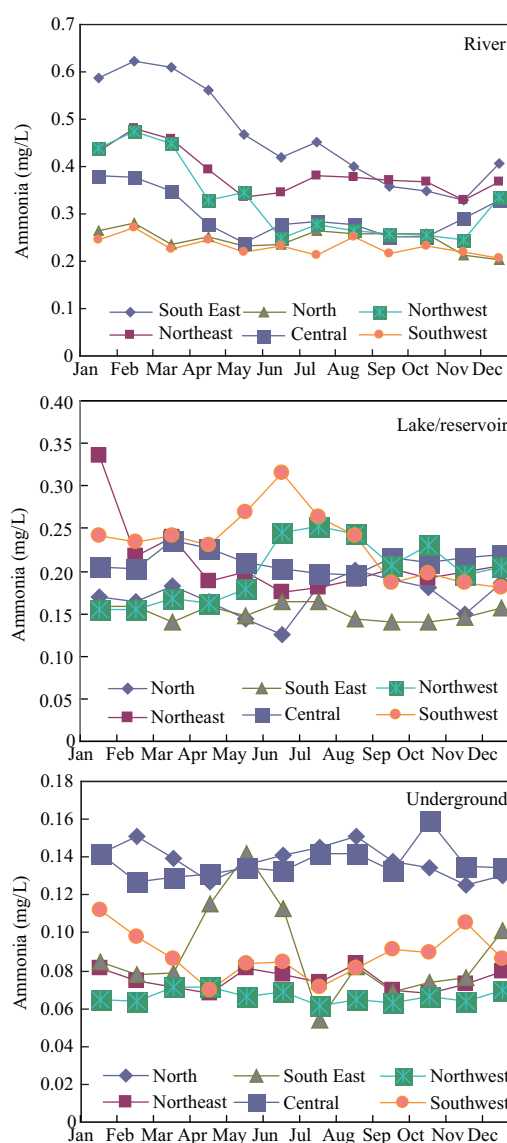 0.7
River
0.6
0.5
0.4
0.3
0.2
0.1
0
Ammonia (mg/L)
South East North Northwest
Northeast Central Southwest
Jan Feb Mar Apr May Jun Jul Aug Sep Oct Nov Dec
0.40
Lake/reservoir
0.35
0.30
0.25
0.20
0.15
0.10
0.05
0
Ammonia (mg/L)
North South East Northwest
Northeast Central Southwest
Jan Feb Mar Apr May Jun Jul Aug Sep Oct Nov Dec
0.18
Underground
0.16
0.14
0.12
0.10
0.08
0.06
0.04
0.02
0.00
Ammonia (mg/L)
North South East Northwest
Northeast Central Southwest
Jan Feb Mar Apr May Jun Jul Aug Sep Oct Nov Dec